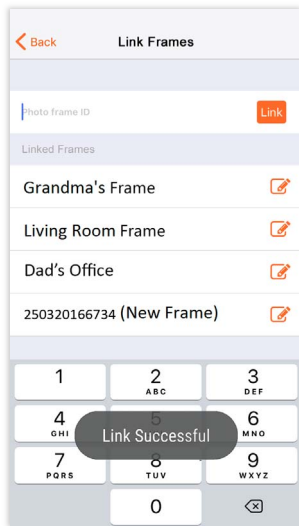 Back Link Frames
Photo frame ID Link
Linked Frames
Grandma's Frame
Living Room Frame
Dad's Office
250320166734 (New Frame)
1 2 3
ABC DEF
4 6
GHI MNO
Link Successful
7 8 9
PQRS TUV WXYZ
0